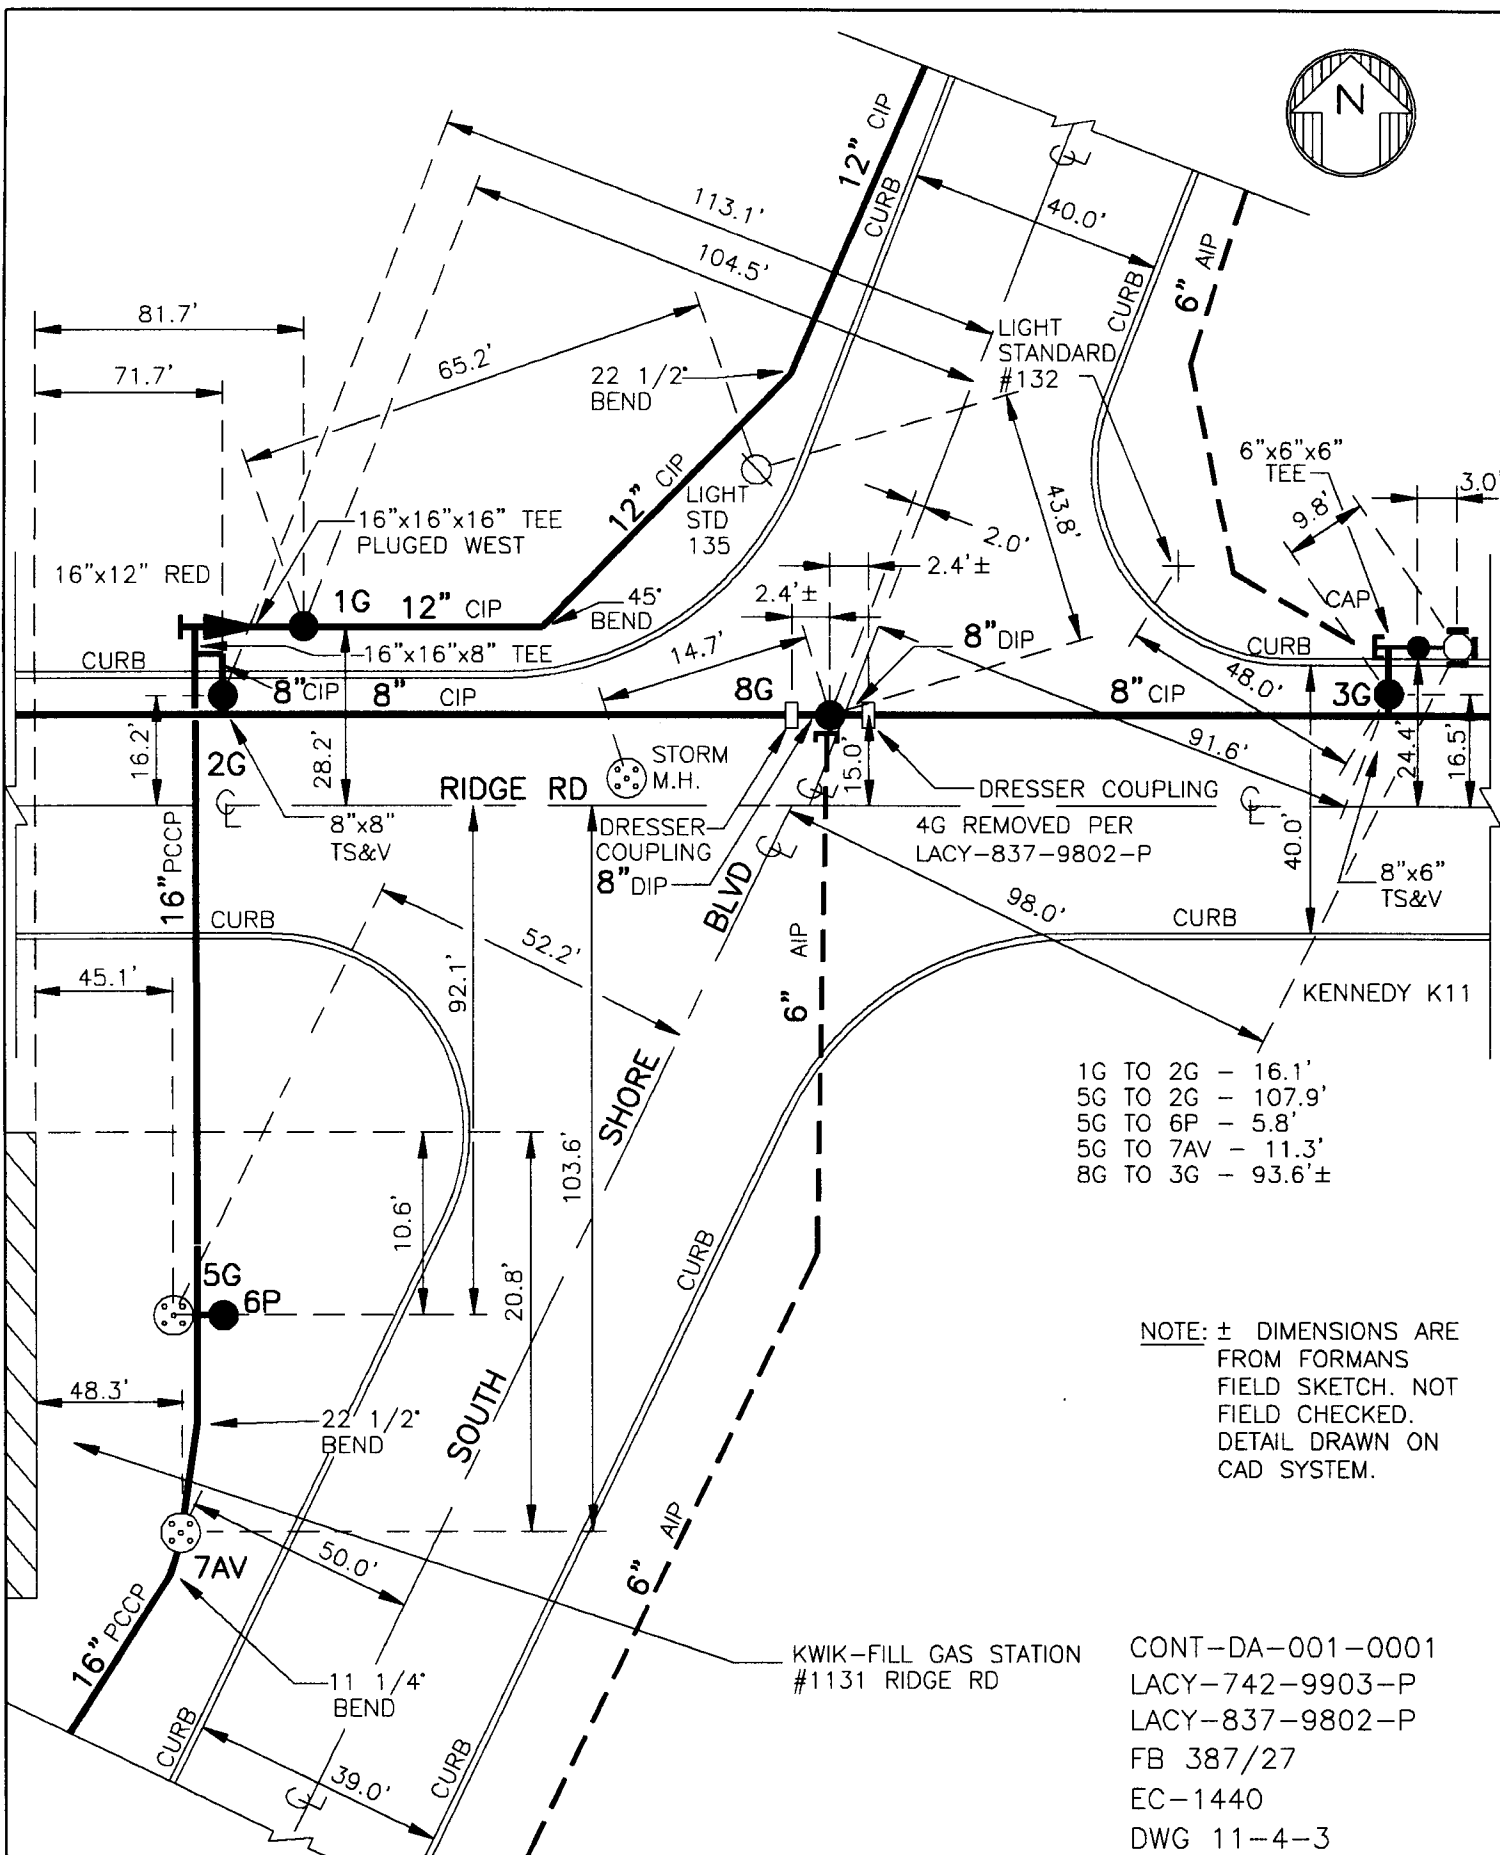 N
12" CIP
CURB
℄
113.1'
40.0'
104.5'
6" AIP
CURB
81.7'
LIGHT
STANDARD
#132
65.2'
71.7'
22 1/2°
BEND
6"x6"x6"
TEE
3.0'
9.8'
12" CIP
LIGHT
STD
135
43.8'
16"x16"x16" TEE
PLUGED WEST
2.0'
16"x12" RED
2.4'±
2.4'±
1G
12" CIP
45°
BEND
CAP
8" DIP
CURB
16"x16"x8" TEE
14.7'
CURB
8" CIP
8" CIP
8G
8" CIP
48.0'
3G
16.2'
2G
28.2'
STORM
M.H.
15.0'
91.6'
24.4'
16.5'
RIDGE RD
℄
℄
℄
DRESSER COUPLING
8"x8"
TS&V
DRESSER
COUPLING
8" DIP
℄
4G REMOVED PER
LACY-837-9802-P
40.0'
8"x6"
TS&V
16" PCCP
BLVD
98.0'
CURB
CURB
52.2'
AIP
6"
45.1'
92.1'
KENNEDY K11
1G TO 2G - 16.1'
5G TO 2G - 107.9'
5G TO 6P - 5.8'
5G TO 7AV - 11.3'
8G TO 3G - 93.6'±
SHORE
103.6'
10.6'
20.8'
CURB
5G
6P
NOTE: ± DIMENSIONS ARE
FROM FORMANS
FIELD SKETCH. NOT
FIELD CHECKED.
DETAIL DRAWN ON
CAD SYSTEM.
48.3'
22 1/2°
BEND
SOUTH
6" AIP
7AV
50.0'
16" PCCP
11 1/4°
BEND
KWIK-FILL GAS STATION
#1131 RIDGE RD
CURB
39.0'
CURB
℄
CONT-DA-001-0001
LACY-742-9903-P
LACY-837-9802-P
FB 387/27
EC-1440
DWG 11-4-3